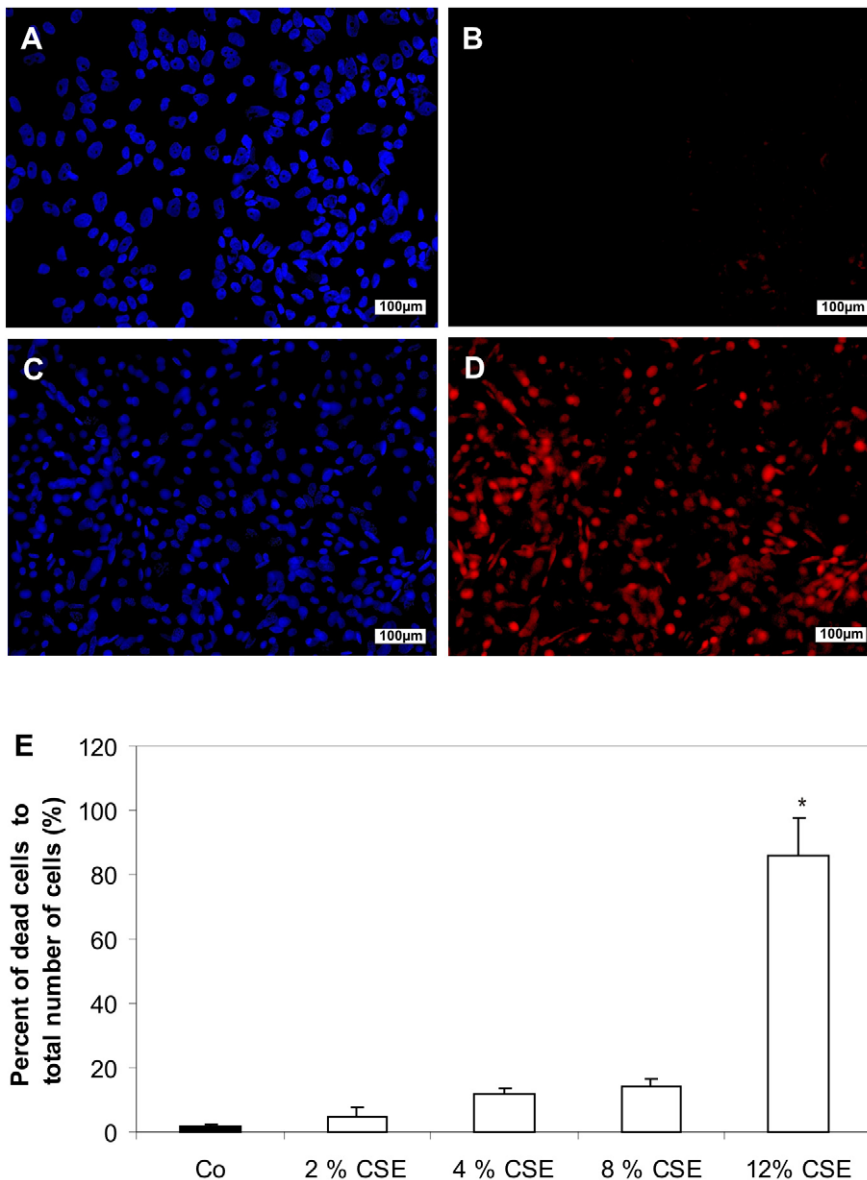 A
100µm
B
100µm
C
100µm
D
100µm
E
Percent of dead cells to
total number of cells (%)
120
100
80
60
40
20
0
*
Co
2 % CSE
4 % CSE
8 % CSE
12% CSE